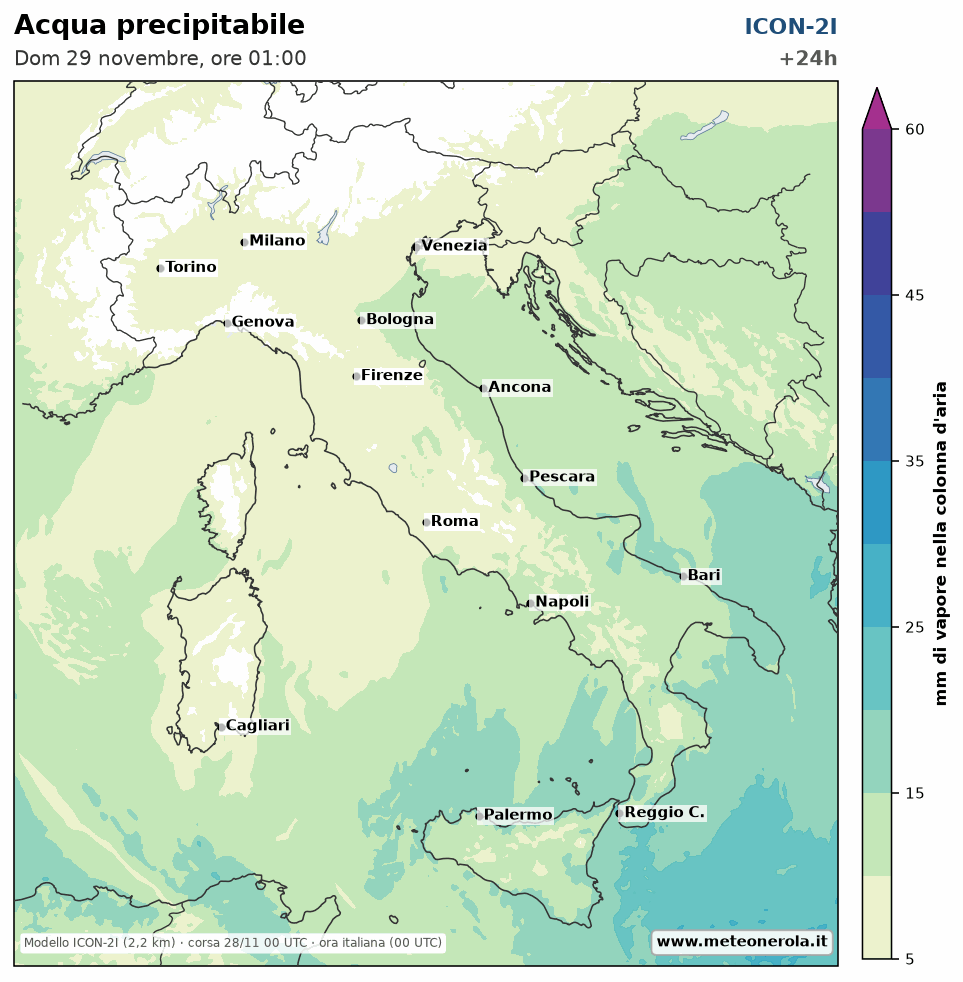 Acqua precipitabile
ICON-2I
Dom 29 novembre, ore 01:00
+24h
60
45
35
25
15
5
mm di vapore nella colonna d'aria
Milano
Venezia
Torino
Genova
Bologna
Firenze
Ancona
Pescara
Roma
Bari
Napoli
Cagliari
Palermo
Reggio C.
Modello ICON-2I (2,2 km) · corsa 28/11 00 UTC · ora italiana (00 UTC)
www.meteonerola.it